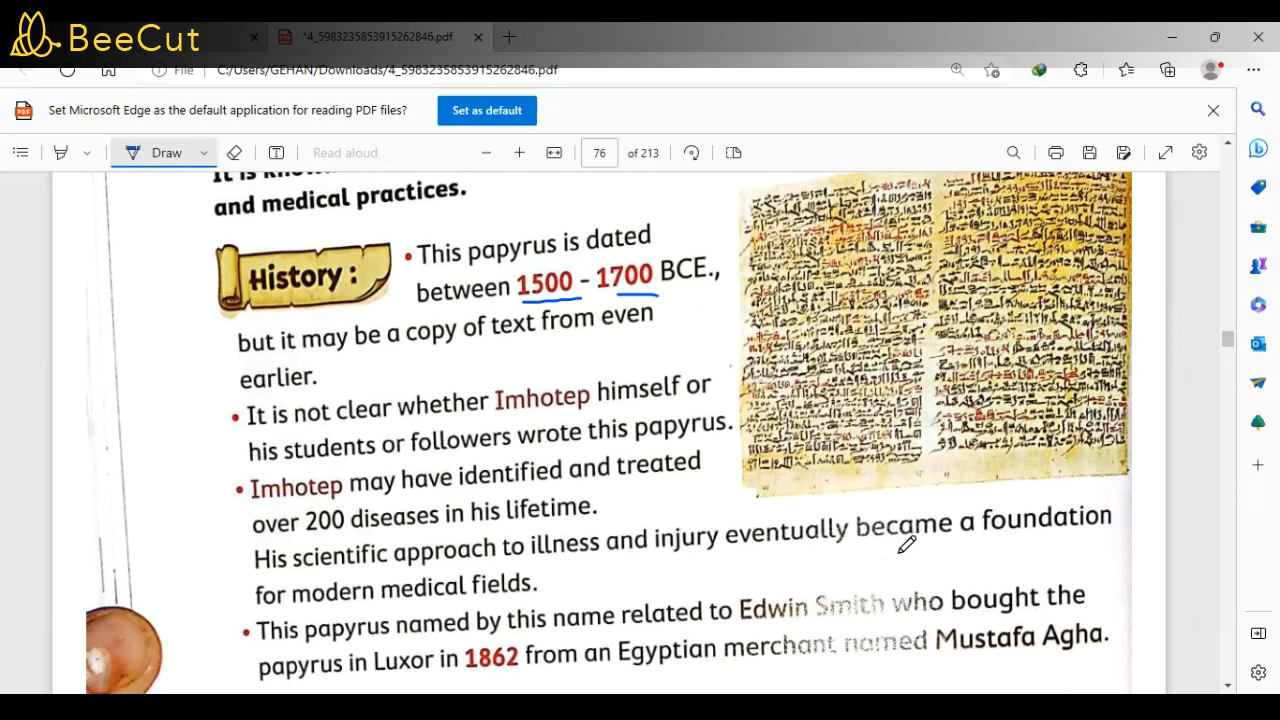 BeeCut
*4_5983235853915262846.pdf
File C:/Users/GEHAN/Downloads/4_5983235853915262846.pdf
Set Microsoft Edge as the default application for reading PDF files? Set as default
Draw Read aloud 76 of 213
It is
and medical practices.
History : • This papyrus is dated
between 1500 - 1700 BCE.,
but it may be a copy of text from even
earlier.
• It is not clear whether Imhotep himself or
his students or followers wrote this papyrus.
• Imhotep may have identified and treated
over 200 diseases in his lifetime.
His scientific approach to illness and injury eventually became a foundation
for modern medical fields.
• This papyrus named by this name related to Edwin Smith who bought the
papyrus in Luxor in 1862 from an Egyptian merchant named Mustafa Agha.